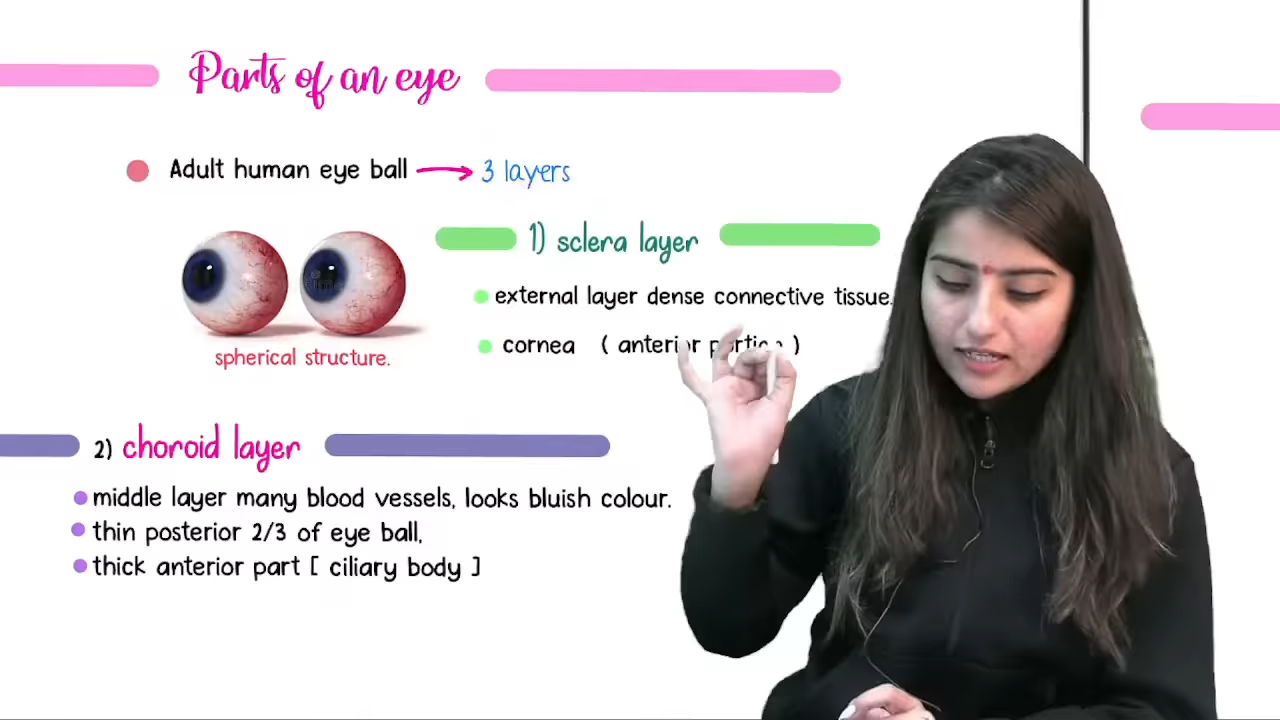 Parts of an eye
Adult human eye ball → 3 layers
1) sclera layer
external layer dense connective tissue.
cornea ( anterior portion )
spherical structure.
2) choroid layer
middle layer many blood vessels, looks bluish colour.
thin posterior 2/3 of eye ball,
thick anterior part [ ciliary body ]